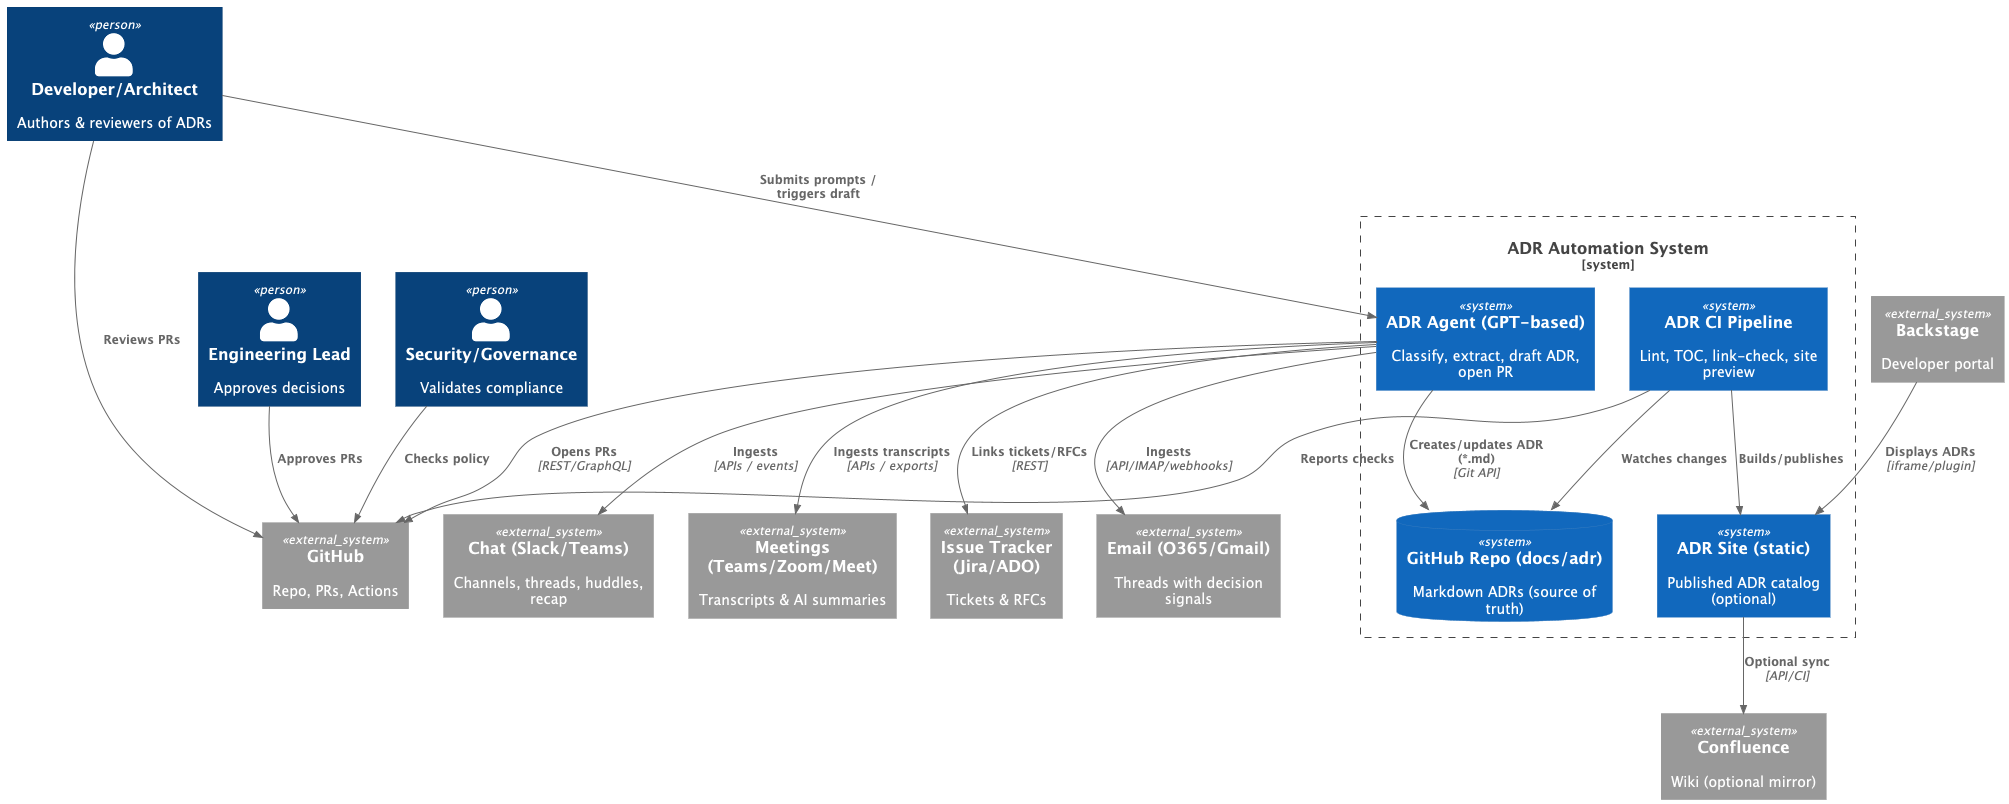 «person»
Developer/Architect
Authors & reviewers of ADRs
Submits prompts /
triggers draft
Reviews PRs
«person»
Engineering Lead
Approves decisions
«person»
Security/Governance
Validates compliance
ADR Automation System
[system]
«system»
ADR Agent (GPT-based)
Classify, extract, draft ADR,
open PR
«system»
ADR CI Pipeline
Lint, TOC, link-check, site
preview
«external_system»
Backstage
Developer portal
Approves PRs
Checks policy
Opens PRs
[REST/GraphQL]
Ingests
[APIs / events]
Ingests transcripts
[APIs / exports]
Links tickets/RFCs
[REST]
Ingests
[API/IMAP/webhooks]
Reports checks
Creates/updates ADR
(*.md)
[Git API]
Watches changes
Builds/publishes
Displays ADRs
[iframe/plugin]
«external_system»
GitHub
Repo, PRs, Actions
«external_system»
Chat (Slack/Teams)
Channels, threads, huddles,
recap
«external_system»
Meetings
(Teams/Zoom/Meet)
Transcripts & AI summaries
«external_system»
Issue Tracker
(Jira/ADO)
Tickets & RFCs
«external_system»
Email (O365/Gmail)
Threads with decision
signals
«system»
GitHub Repo (docs/adr)
Markdown ADRs (source of
truth)
«system»
ADR Site (static)
Published ADR catalog
(optional)
Optional sync
[API/CI]
«external_system»
Confluence
Wiki (optional mirror)